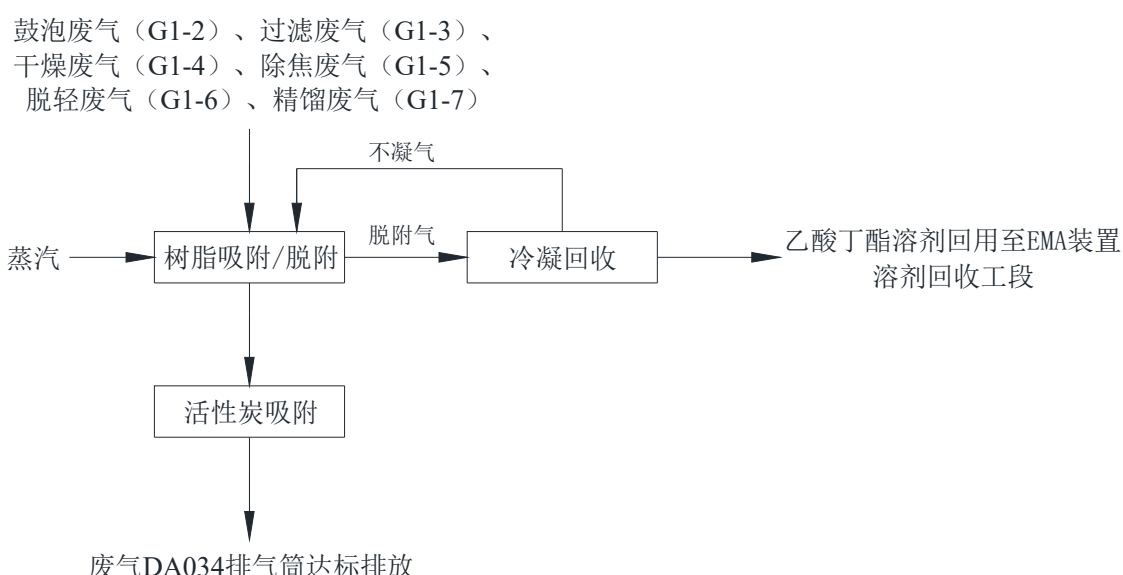 鼓泡废气（G1-2）、过滤废气（G1-3）、
干燥废气（G1-4）、除焦废气（G1-5）、
脱轻废气（G1-6）、精馏废气（G1-7）
不凝气
蒸汽
树脂吸附/脱附
脱附气
冷凝回收
乙酸丁酯溶剂回用至EMA装置
溶剂回收工段
活性炭吸附
废气DA034排气筒达标排放